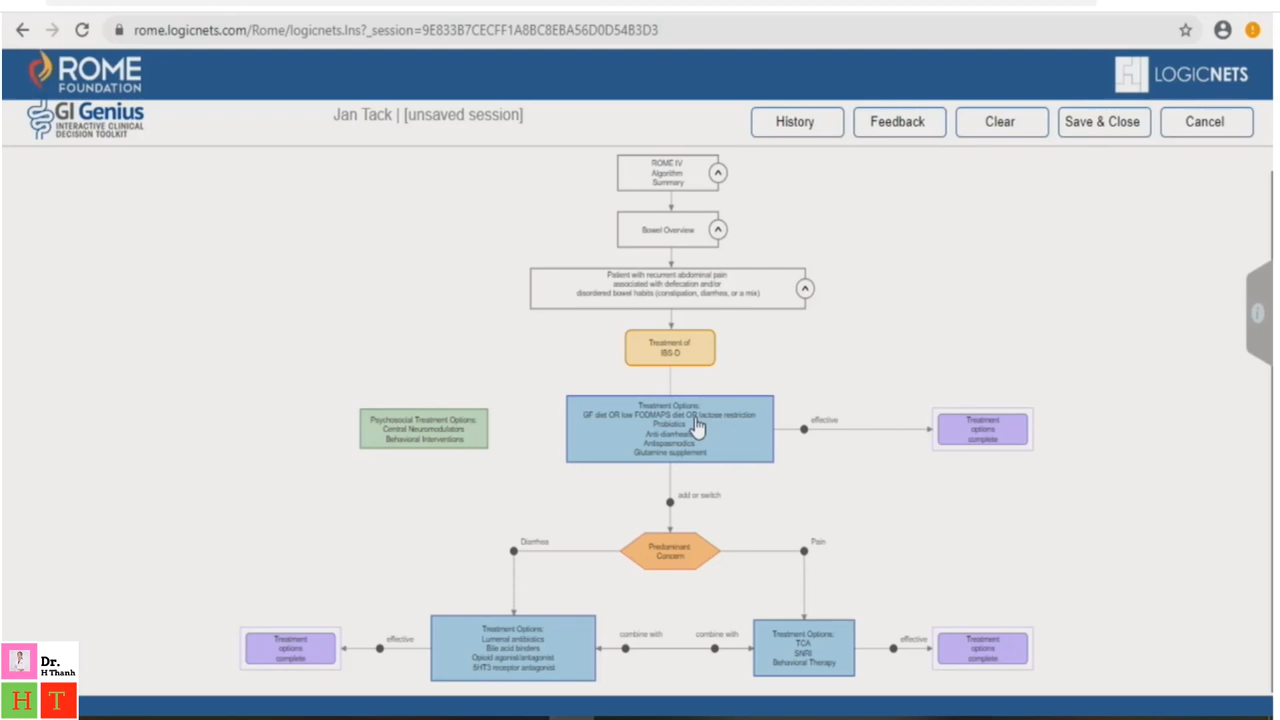 rome.logicnets.com/Rome/logicnets.lns?_session=9E833B7CECFF1A8BC8EBA56D0D54B3D3
ROME
FOUNDATION
LOGICNETS
GI Genius
INTERACTIVE CLINICAL
DECISION TOOLKIT
Jan Tack | [unsaved session]
History
Feedback
Clear
Save & Close
Cancel
ROME IV
Algorithm
Summary
Bowel Overview
Patient with recurrent abdominal pain
associated with defecation and/or
disordered bowel habits (constipation, diarrhea, or a mix)
Treatment of
IBS-D
Psychosocial Treatment Options:
Central Neuromodulators
Behavioral Interventions
Treatment Options:
GF diet OR low FODMAPS diet OR lactose restriction
Probiotics
Anti diarrheals
Antispasmodics
Glutamine supplement
effective
Treatment
options
complete
add or switch
Diarrhea
Predominant
Concern
Pain
Treatment
options
complete
effective
Treatment Options:
Lumenal antibiotics
Bile acid binders
Opioid agonist/antagonist
5HT3 receptor antagonist
combine with
combine with
Treatment Options:
TCA
SNRI
Behavioral Therapy
effective
Treatment
options
complete
Dr.
H Thanh
H T